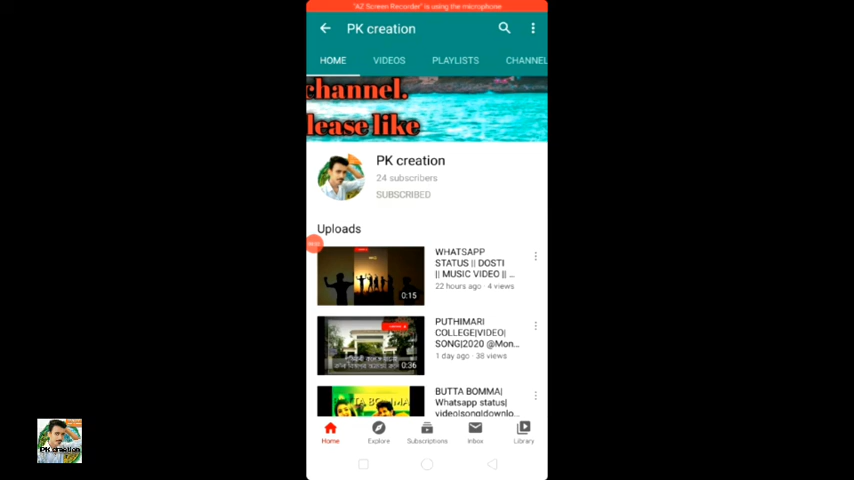 "AZ Screen Recorder" is using the microphone
PK creation
HOME VIDEOS PLAYLISTS CHANNEL
channel.
lease like
PK creation
24 subscribers
SUBSCRIBED
Uploads
WHATSAPP
STATUS || DOSTI
|| MUSIC VIDEO || ...
22 hours ago · 4 views
0:15
PUTHIMARI
COLLEGE|VIDEO|
SONG|2020 @Mon...
1 day ago · 38 views
0:36
BUTTA BOMMA|
Whatsapp status|
video|song|downlo...
BUTTA BOMMA
Home Explore Subscriptions Inbox Library
PK creation